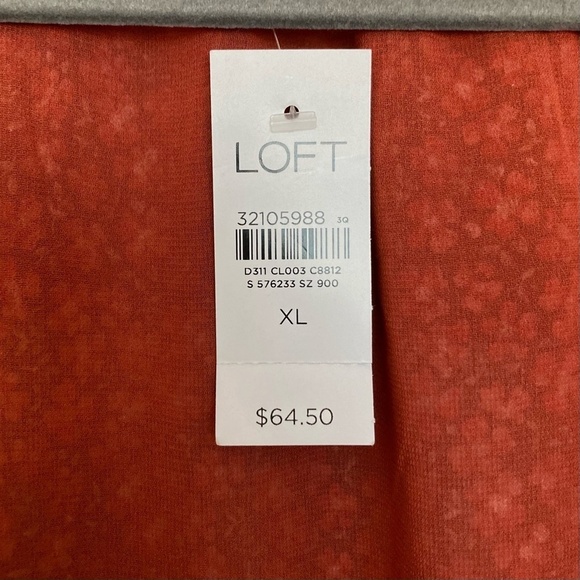 LOFT
32105988 3Q
D311 CL003 C8812
S 576233 SZ 900
XL
$64.50